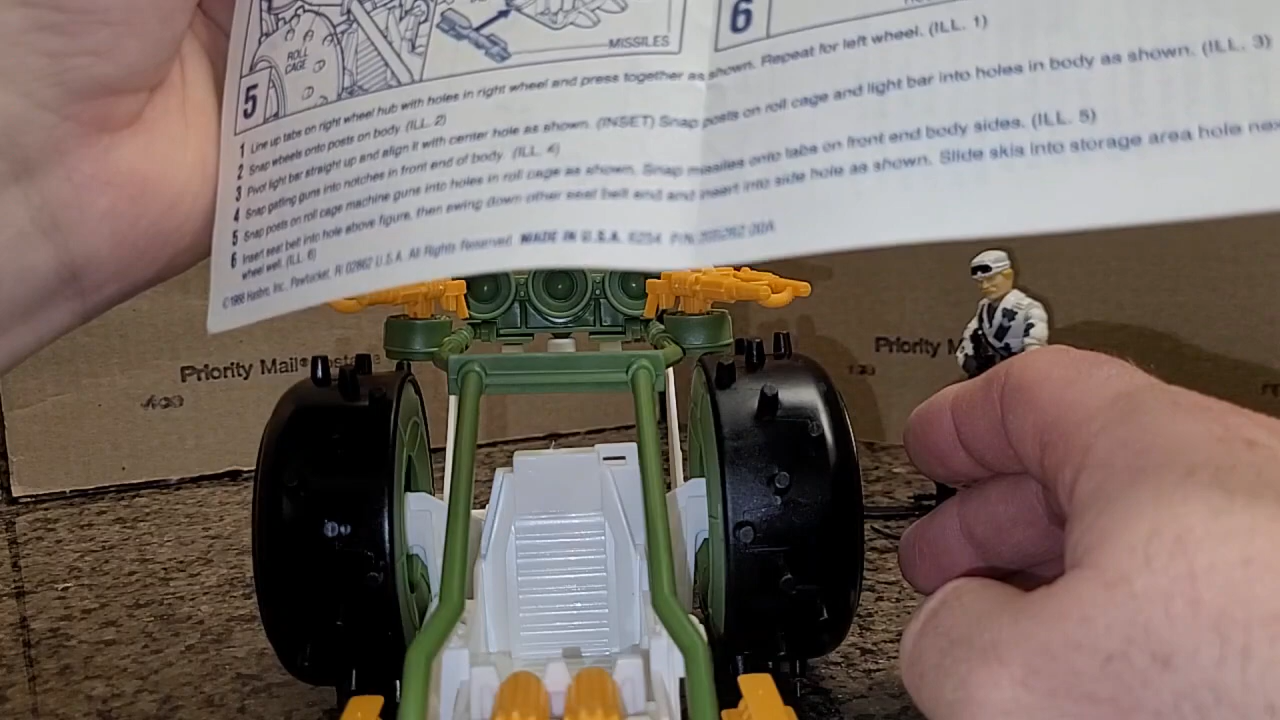 ROLL
CAGE
MISSILES
5
6
1 Line up tabs on right wheel hub with holes in right wheel and press together as shown. Repeat for left wheel. (ILL. 1)
2 Snap wheels onto posts on body. (ILL. 2)
3 Pivot light bar straight up and align it with center hole as shown. (INSET) Snap posts on roll cage and light bar into holes in body as shown. (ILL. 3)
4 Snap gatling guns into notches in front end of body. (ILL. 4)
5 Snap posts on roll cage machine guns into holes in roll cage as shown. Snap missiles onto tabs on front end body sides. (ILL. 5)
6 Insert seat belt into hole above figure, then swing down other seat belt end and insert into side hole as shown. Slide skis into storage area hole
wheel well. (ILL. 6)
© 1988 Hasbro, Inc., Pawtucket, RI 02862 U.S.A. All Rights Reserved. MADE IN U.S.A. 6254 P/N
Priority Mail®
Priority